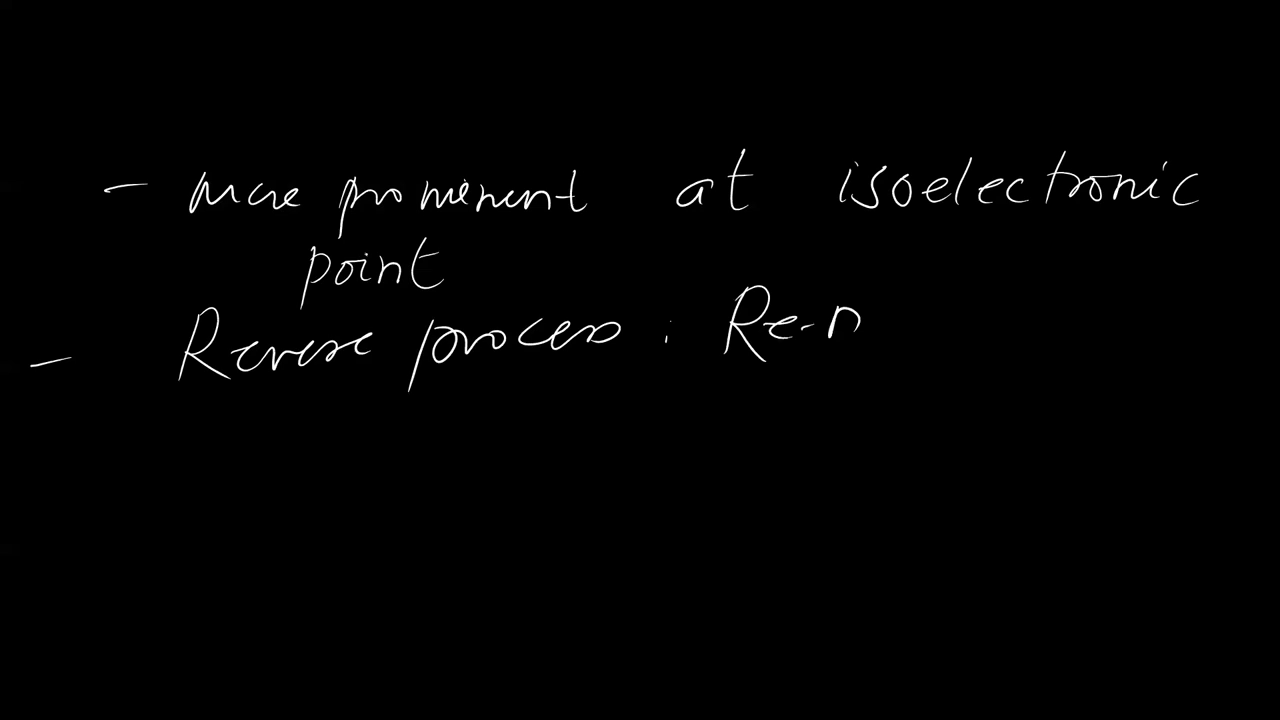 - more prominent at isoelectronic
point
- Reverse process : Re-n